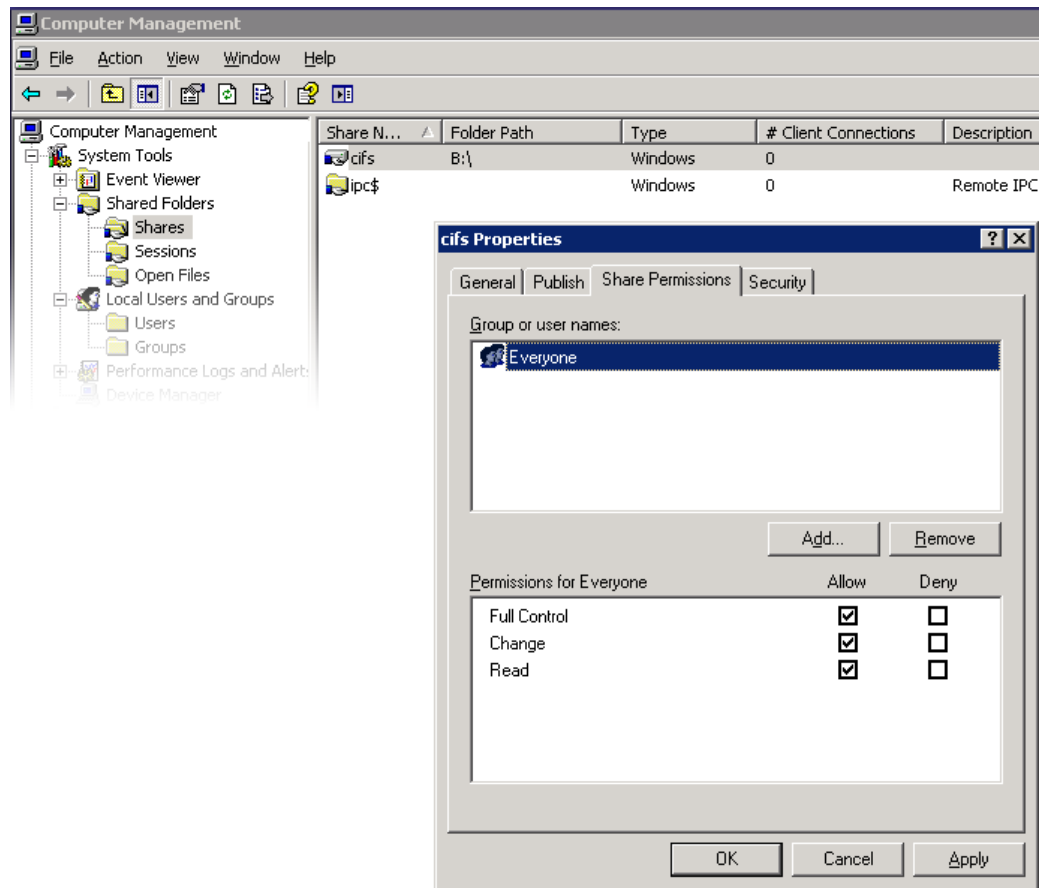 Computer Management
File Action View Window Help
Computer Management
System Tools
Event Viewer
Shared Folders
Shares
Sessions
Open Files
Local Users and Groups
Users
Groups
Performance Logs and Alert
Device Manager
Share N... Folder Path Type # Client Connections Description
cifs B:\ Windows 0
ipc$ Windows 0 Remote IPC
cifs Properties
General Publish Share Permissions Security
Group or user names:
Everyone
Add... Remove
Permissions for Everyone Allow Deny
Full Control
Change
Read
OK Cancel Apply